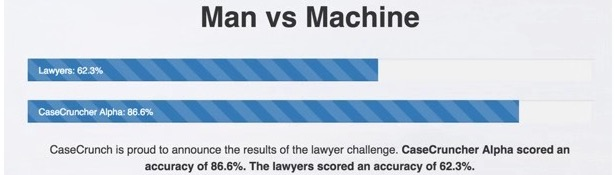 Man vs Machine
Lawyers: 62.3%
CaseCruncher Alpha: 86.6%
CaseCrunch is proud to announce the results of the lawyer challenge. CaseCruncher Alpha scored an
accuracy of 86.6%. The lawyers scored an accuracy of 62.3%.